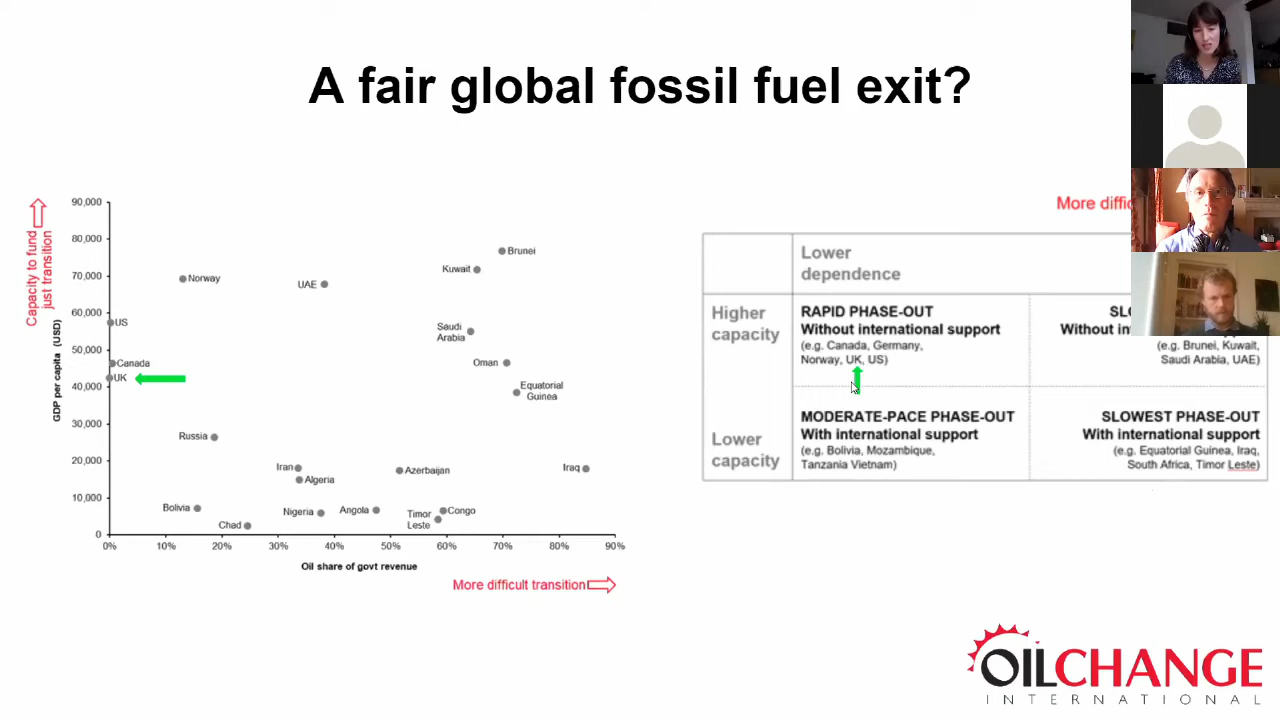 A fair global fossil fuel exit?
Capacity to fund
just transition
GDP per capita (USD)
90,000
80,000
70,000
60,000
50,000
40,000
30,000
20,000
10,000
0
0%
10%
20%
30%
40%
50%
60%
70%
80%
90%
Brunei
Kuwait
Norway
UAE
US
Saudi
Arabia
Canada
Oman
UK
Equatorial
Guinea
Russia
Iran
Algeria
Azerbaijan
Iraq
Bolivia
Chad
Nigeria
Angola
Timor
Leste
Congo
Oil share of govt revenue
More difficult transition
More
Lower
dependence
Higher
capacity
RAPID PHASE-OUT
Without international support
(e.g. Canada, Germany,
Norway, UK, US)
Without
(e.g. Brunei, Kuwait,
Saudi Arabia, UAE)
Lower
capacity
MODERATE-PACE PHASE-OUT
With international support
(e.g. Bolivia, Mozambique,
Tanzania Vietnam)
SLOWEST PHASE-OUT
With international support
(e.g. Equatorial Guinea, Iraq,
South Africa, Timor Leste)
OILCHANGE
INTERNATIONAL